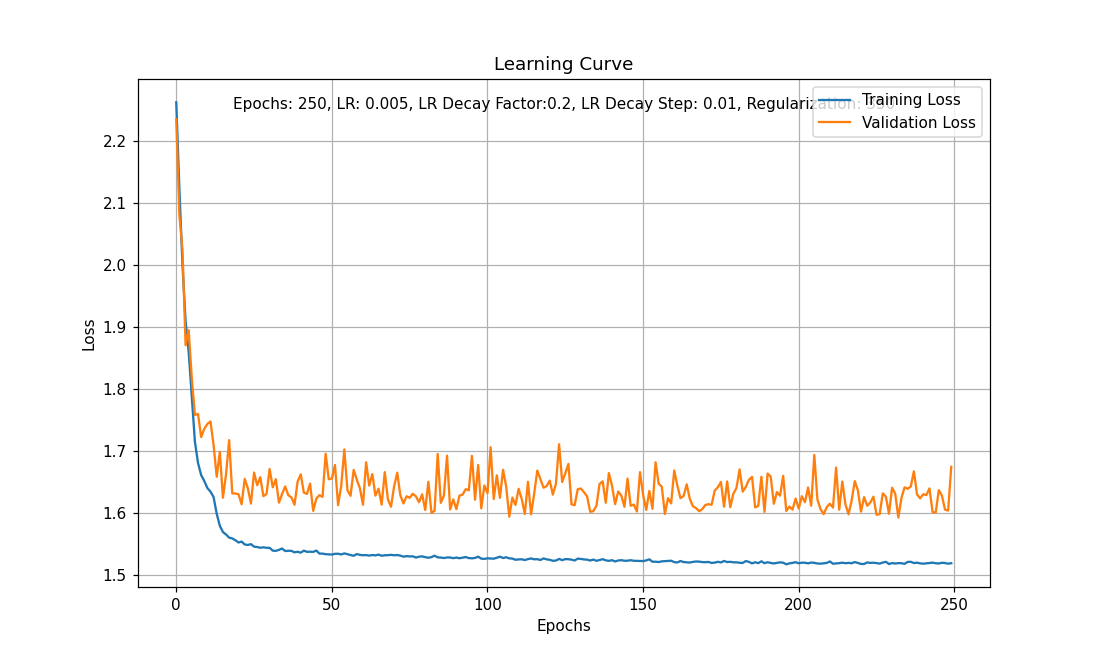 Learning Curve
Epochs: 250, LR: 0.005, LR Decay Factor:0.2, LR Decay Step: 0.01, Regularization:
Training Loss
Validation Loss
2.2
2.1
2.0
1.9
1.8
1.7
1.6
1.5
Loss
0
50
100
150
200
250
Epochs